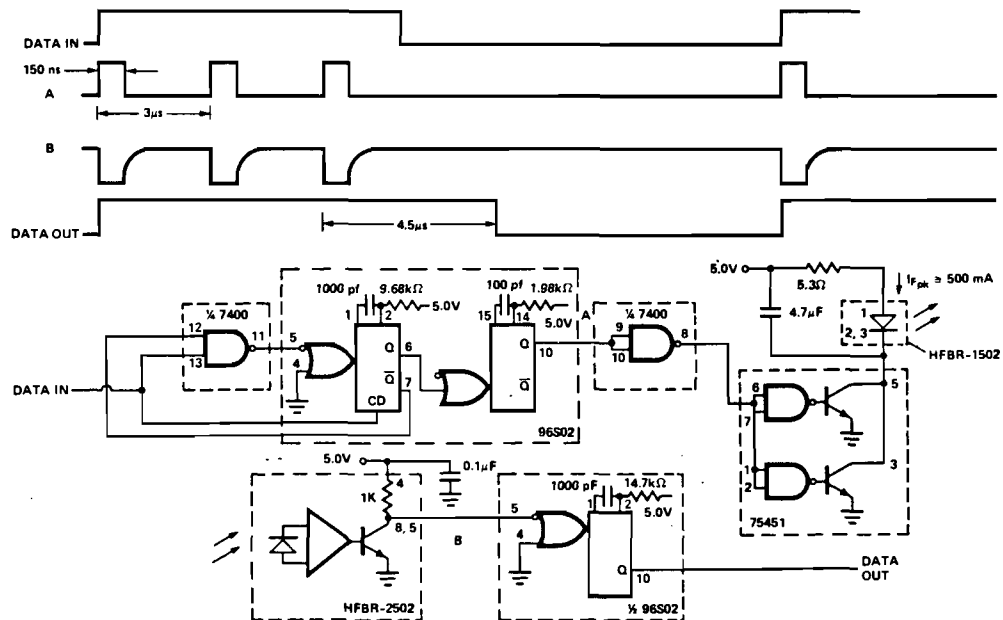 DATA IN
150 ns
A
3µs
B
4.5µs
DATA OUT
5.0V
5.3Ω
I Fpk ≅ 500 mA
4.7µF
1
2, 3
HFBR-1502
1000 pf 9.68kΩ
1 2 5.0V
100 pf 1.98kΩ
15 14 5.0V
¼ 7400
12
13
11
5
4
Q 6
Q̅ 7
CD
Q 10
Q̅
96S02
A
¼ 7400
9
10
8
DATA IN
6
7
5
1
2
3
75451
5.0V
4
0.1µF
1K
8, 5
B
HFBR-2502
1000 pF 14.7kΩ
1 2 5.0V
5
4
Q 10
½ 96S02
DATA
OUT